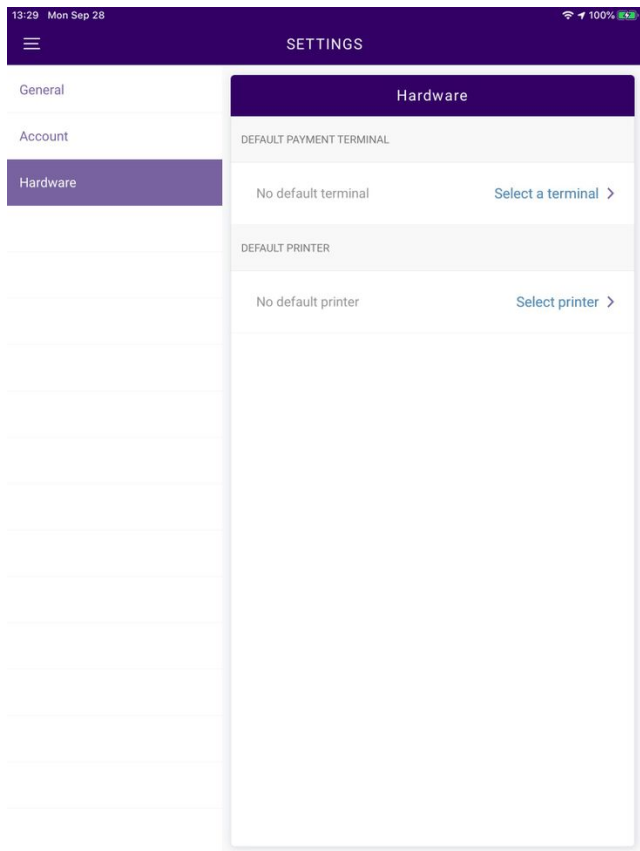 13:29 Mon Sep 28 100%
SETTINGS
General
Account
Hardware
Hardware
DEFAULT PAYMENT TERMINAL
No default terminal Select a terminal
DEFAULT PRINTER
No default printer Select printer